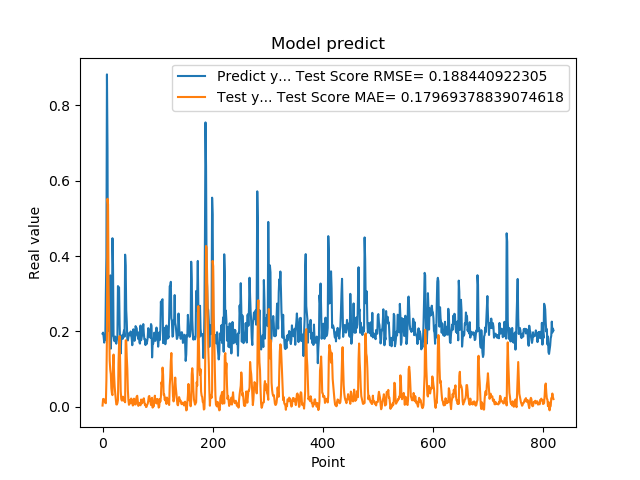 Model predict
Predict y... Test Score RMSE= 0.188440922305
Test y... Test Score MAE= 0.17969378839074618
Real value
0.8
0.6
0.4
0.2
0.0
0
200
400
600
800
Point